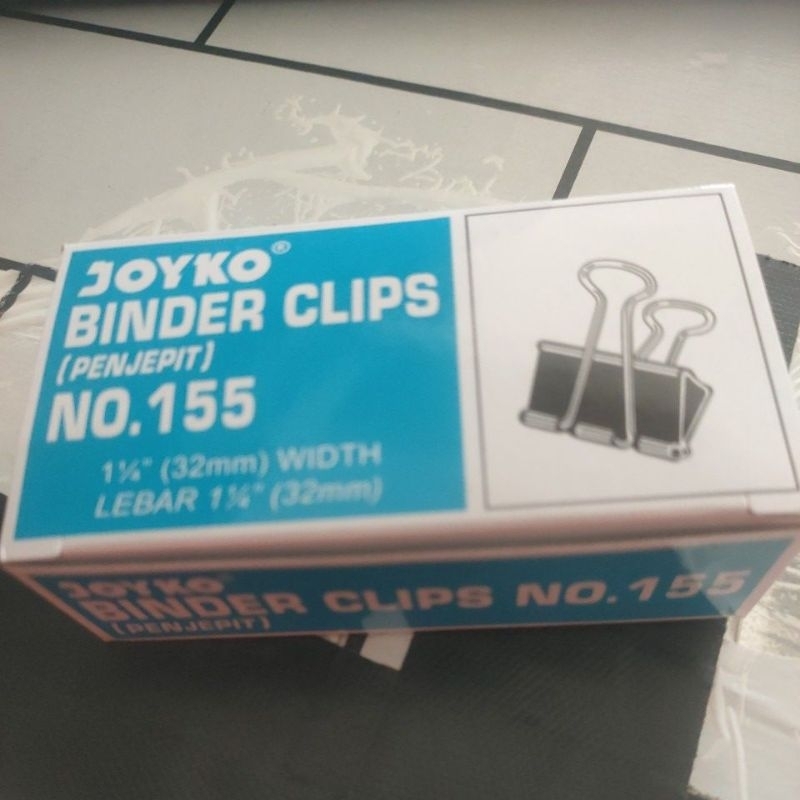 JOYKO®
BINDER CLIPS
(PENJEPIT)
NO.155
1¼" (32mm) WIDTH
LEBAR 1¼" (32mm)
JOYKO
BINDER CLIPS NO.155
(PENJEPIT)